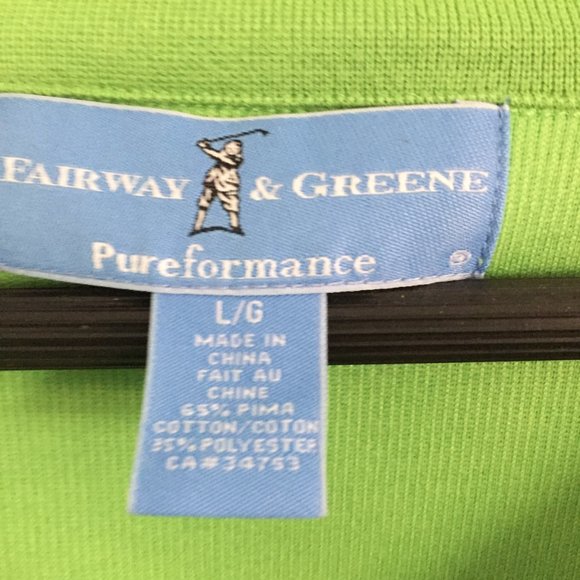 FAIRWAY & GREENE
Pureformance ®
L/G
MADE IN
CHINA
FAIT AU
CHINE
65% PIMA
COTTON/COTON
35% POLYESTER
CA#34753